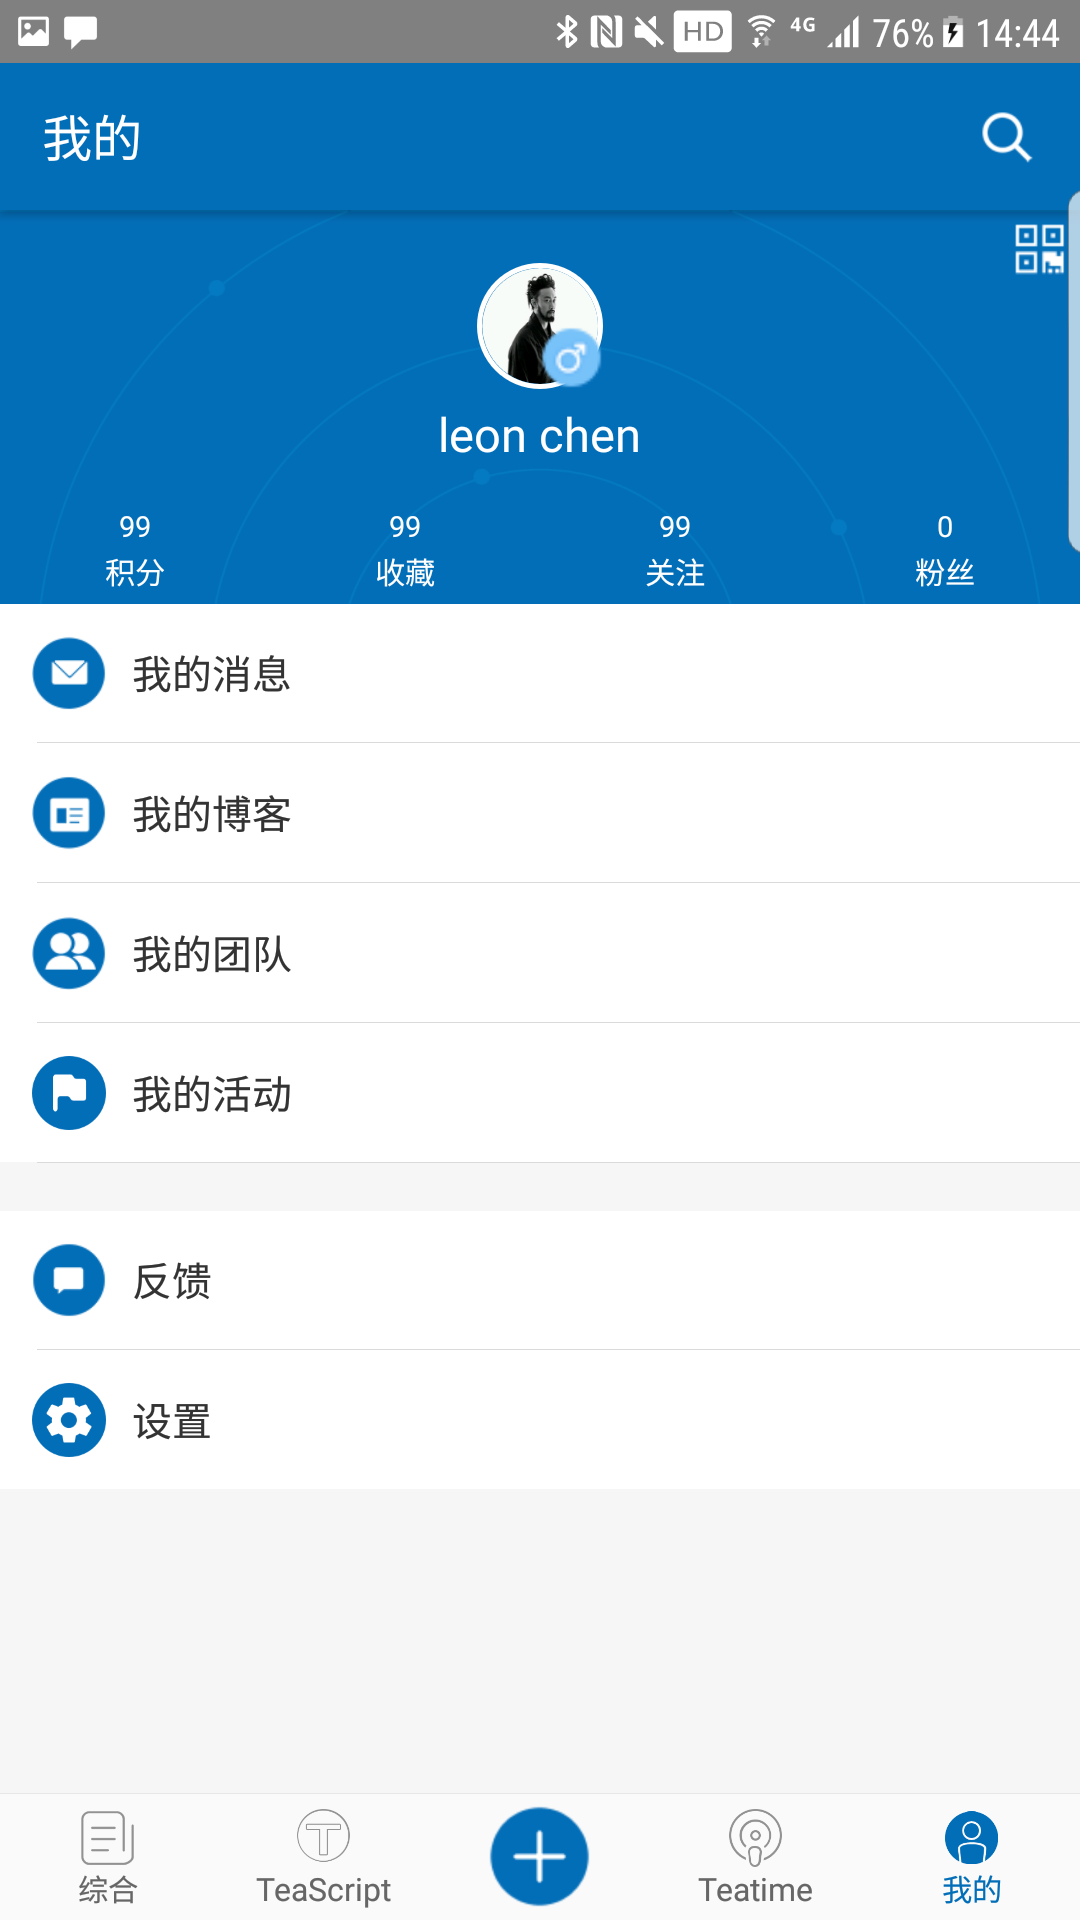 HD 4G 76% 14:44
我的
leon chen
99 99 99 0
积分 收藏 关注 粉丝
我的消息
我的博客
我的团队
我的活动
反馈
设置
综合 TeaScript Teatime 我的